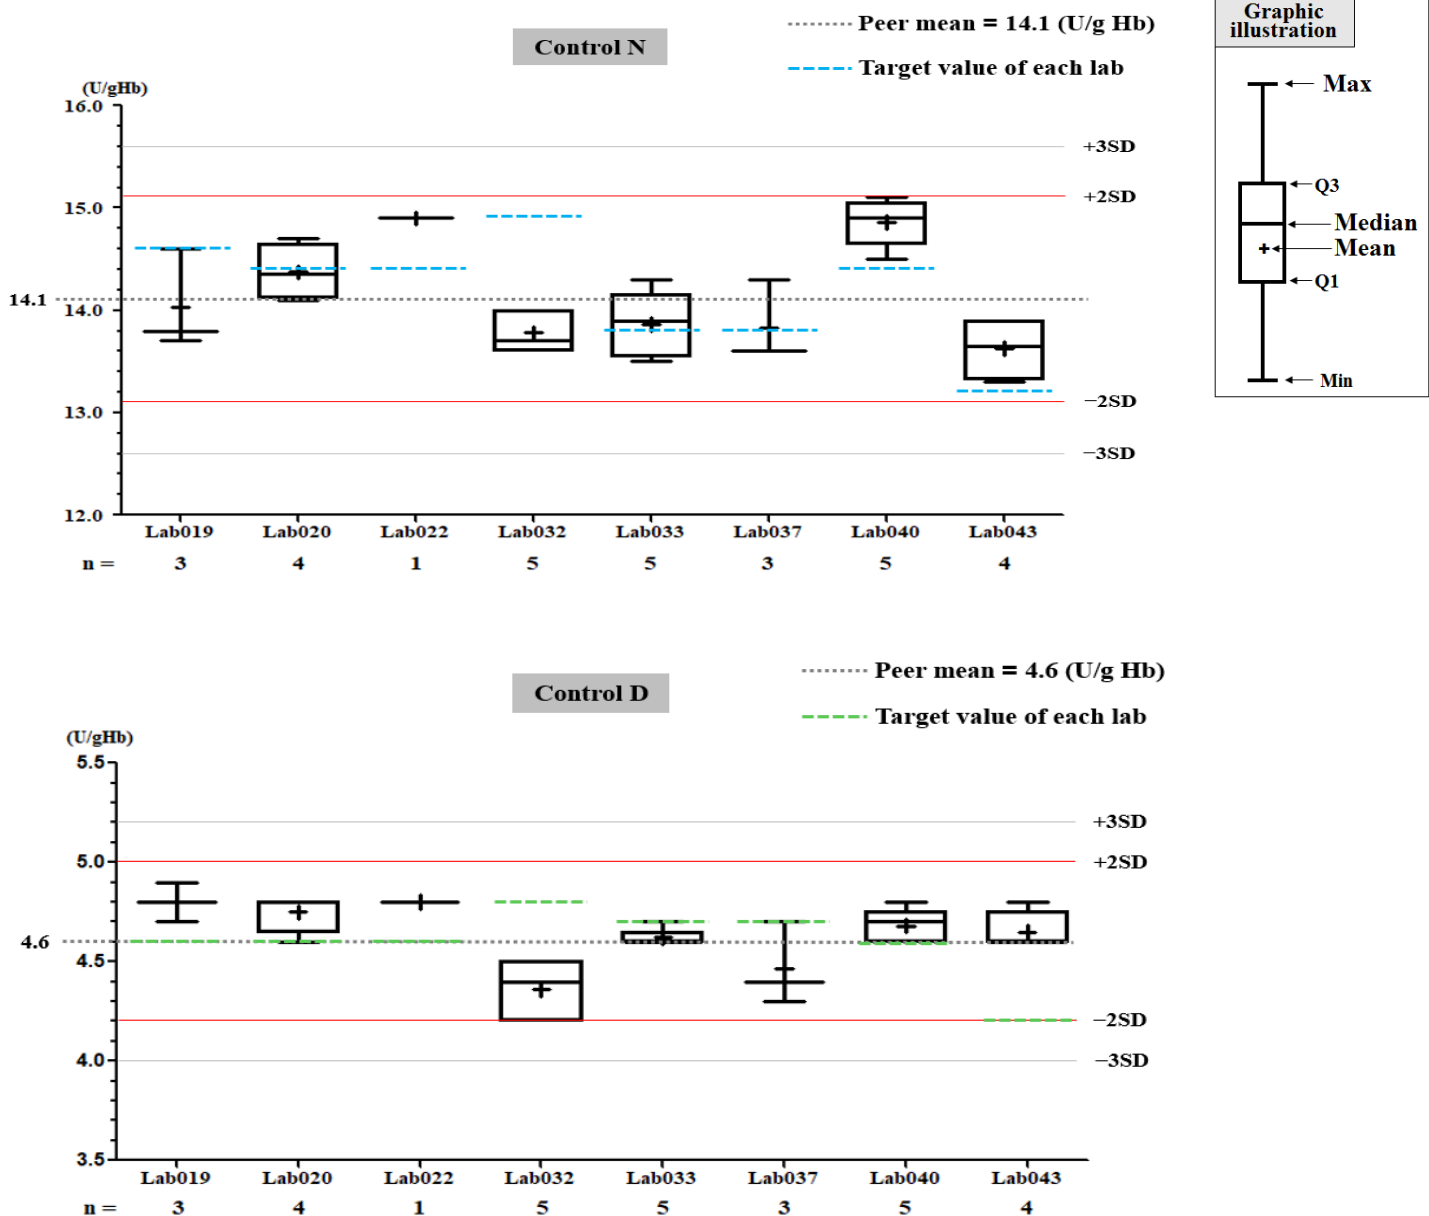 Control N
Peer mean = 14.1 (U/g Hb)
Target value of each lab
Graphic
illustration
Max
Q3
Median
Mean
Q1
Min
(U/gHb)
16.0
15.0
14.1
14.0
13.0
12.0
+3SD
+2SD
−2SD
−3SD
Lab019 Lab020 Lab022 Lab032 Lab033 Lab037 Lab040 Lab043
n = 3 4 1 5 5 3 5 4
Control D
Peer mean = 4.6 (U/g Hb)
Target value of each lab
(U/gHb)
5.5
5.0
4.6
4.5
4.0
3.5
+3SD
+2SD
−2SD
−3SD
Lab019 Lab020 Lab022 Lab032 Lab033 Lab037 Lab040 Lab043
n = 3 4 1 5 5 3 5 4